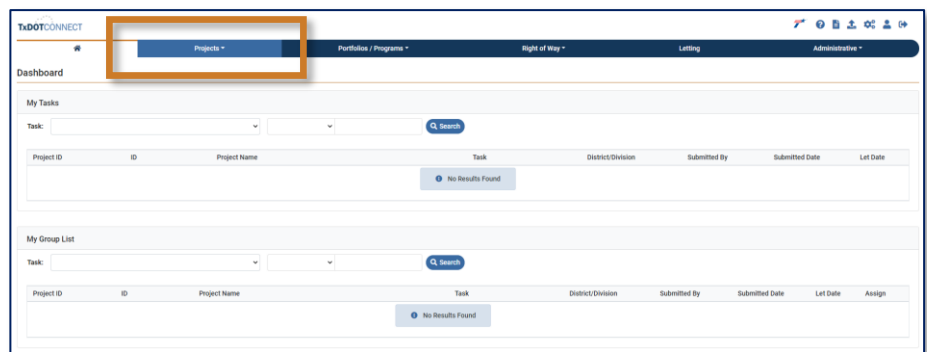 TxDOTCONNECT
Projects Portfolios / Programs Right of Way Letting Administrative
Dashboard
My Tasks
Task: Search
Project ID ID Project Name Task District/Division Submitted By Submitted Date Let Date
No Results Found
My Group List
Task: Search
Project ID ID Project Name Task District/Division Submitted By Submitted Date Let Date Assign
No Results Found